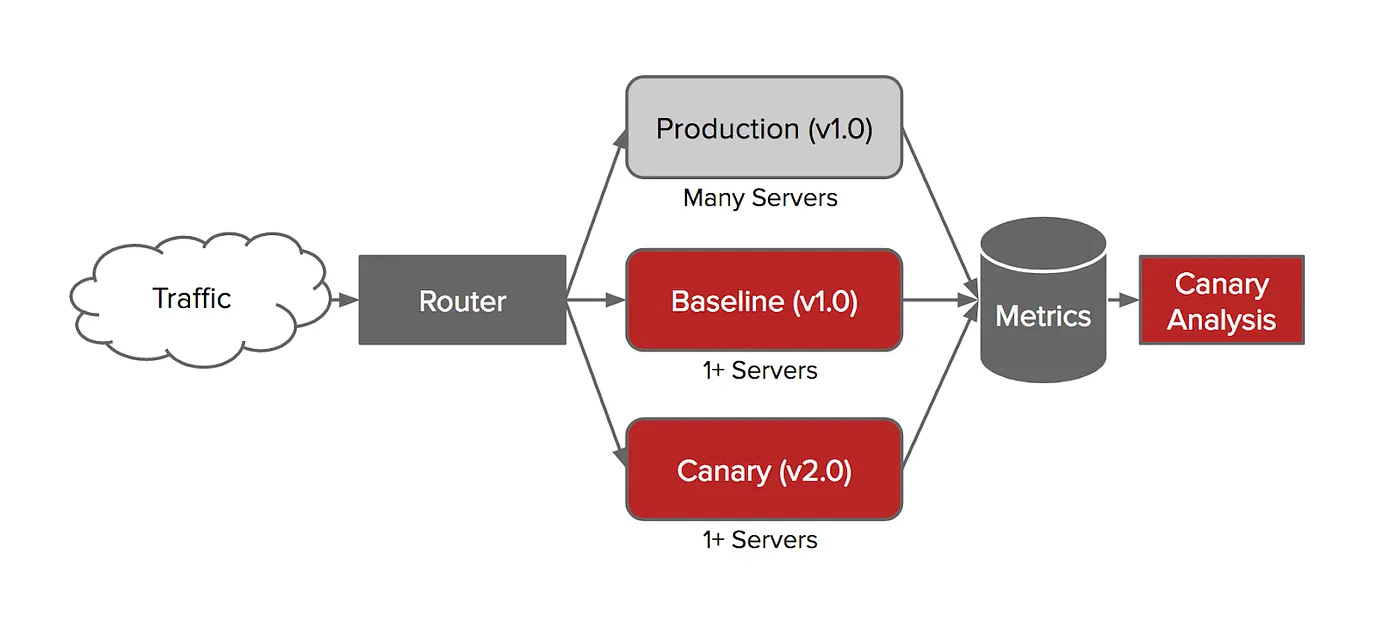 Production (v1.0)
Many Servers
Traffic
Router
Baseline (v1.0)
1+ Servers
Canary (v2.0)
1+ Servers
Metrics
Canary
Analysis